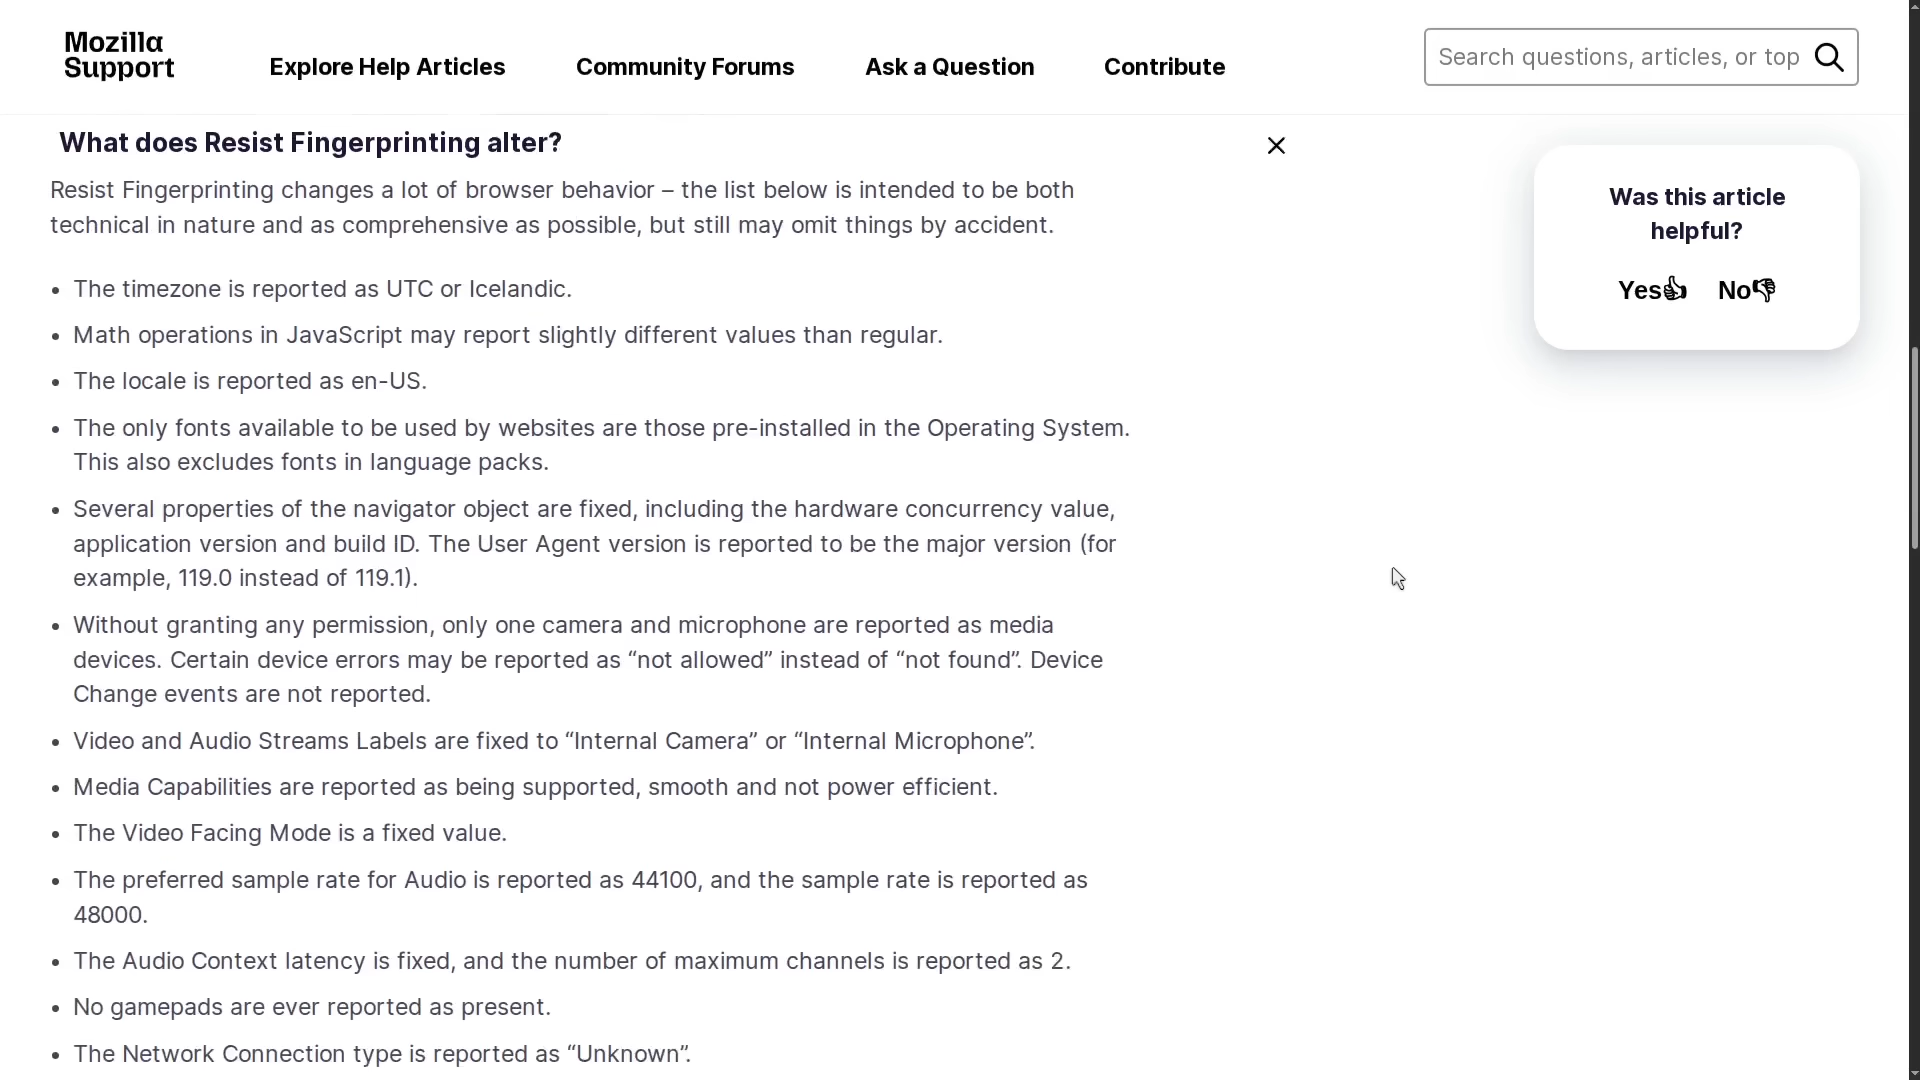 Mozilla
Support
Explore Help Articles
Community Forums
Ask a Question
Contribute
Search questions, articles, or top
What does Resist Fingerprinting alter?
Resist Fingerprinting changes a lot of browser behavior – the list below is intended to be both
technical in nature and as comprehensive as possible, but still may omit things by accident.
• The timezone is reported as UTC or Icelandic.
• Math operations in JavaScript may report slightly different values than regular.
• The locale is reported as en-US.
• The only fonts available to be used by websites are those pre-installed in the Operating System.
This also excludes fonts in language packs.
• Several properties of the navigator object are fixed, including the hardware concurrency value,
application version and build ID. The User Agent version is reported to be the major version (for
example, 119.0 instead of 119.1).
• Without granting any permission, only one camera and microphone are reported as media
devices. Certain device errors may be reported as “not allowed” instead of “not found”. Device
Change events are not reported.
• Video and Audio Streams Labels are fixed to “Internal Camera” or “Internal Microphone”.
• Media Capabilities are reported as being supported, smooth and not power efficient.
• The Video Facing Mode is a fixed value.
• The preferred sample rate for Audio is reported as 44100, and the sample rate is reported as
48000.
• The Audio Context latency is fixed, and the number of maximum channels is reported as 2.
• No gamepads are ever reported as present.
• The Network Connection type is reported as “Unknown”.
Was this article
helpful?
Yes👍 No👎